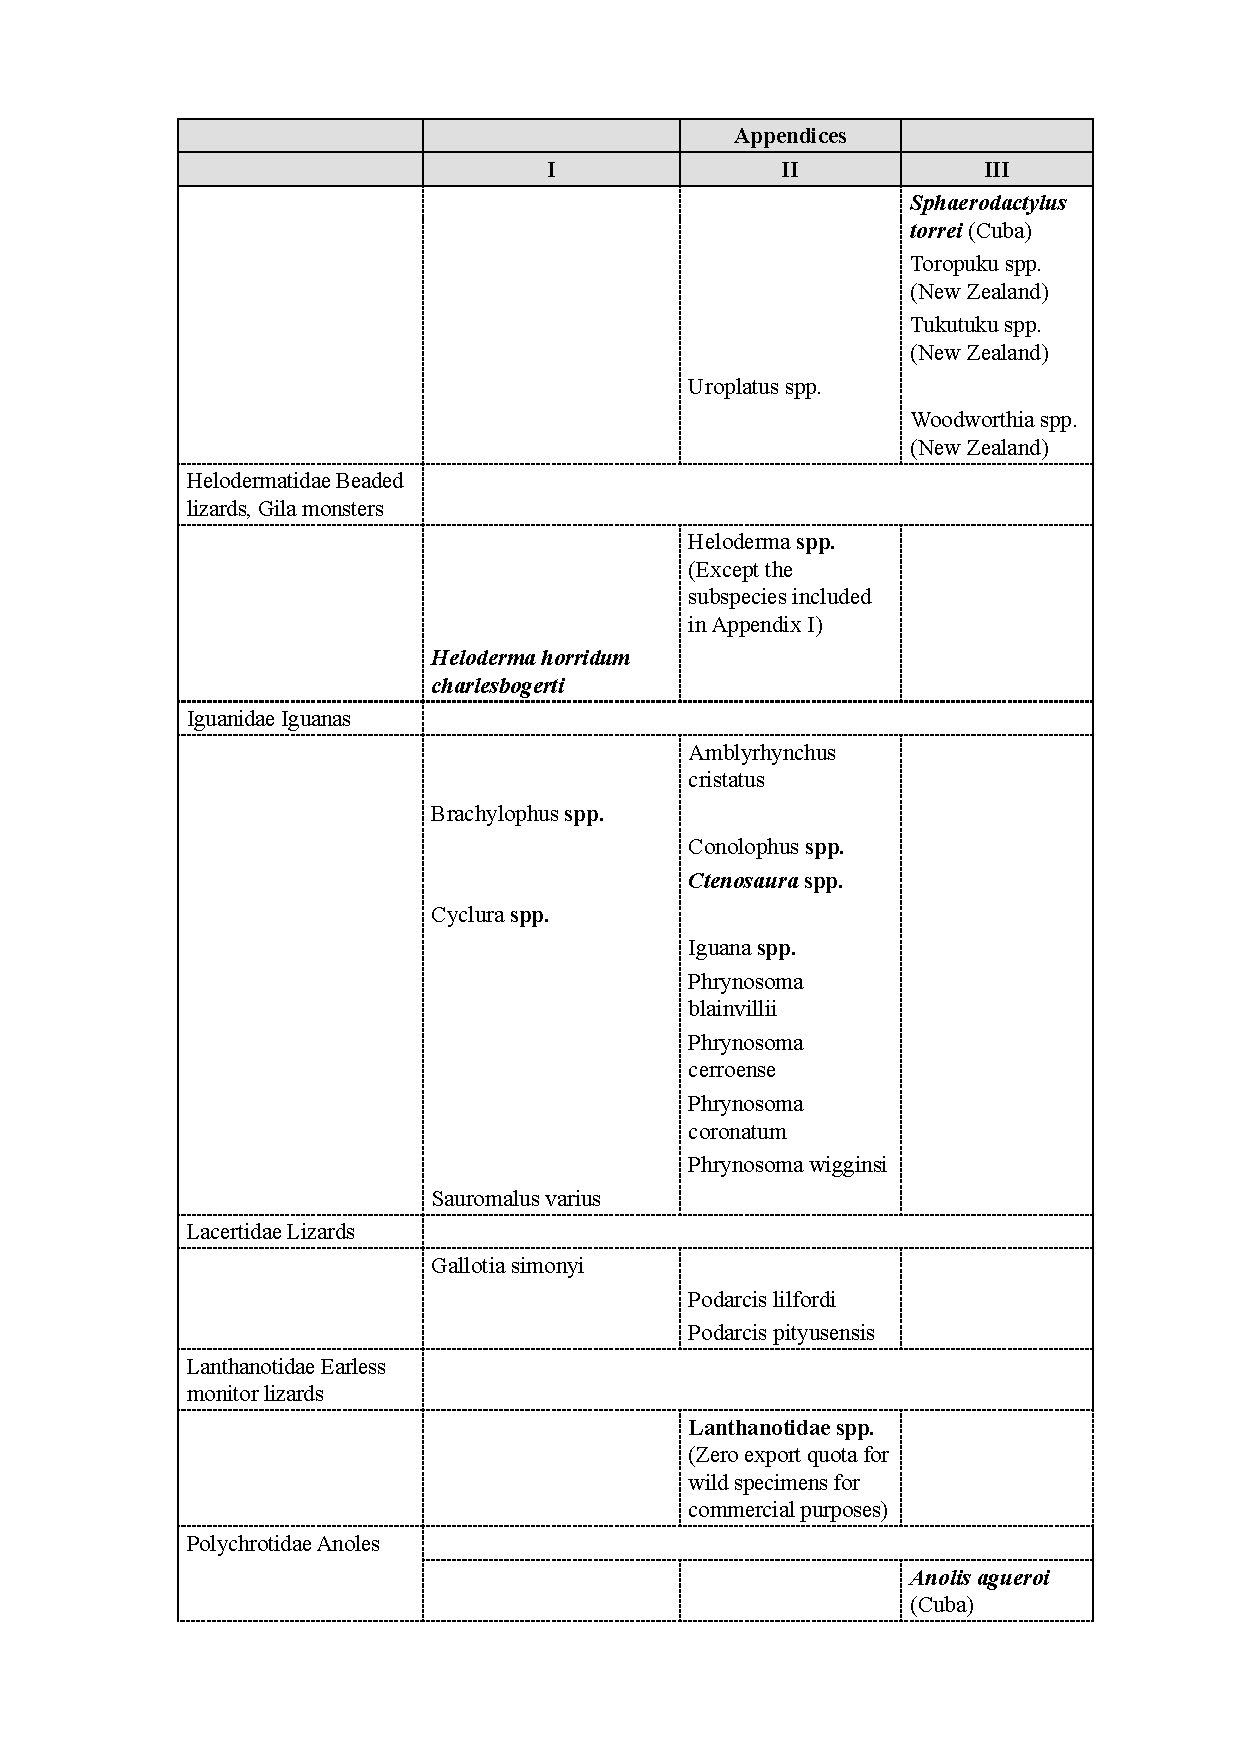 Appendices
I II III
Sphaerodactylus
torrei (Cuba)
Toropuku spp.
(New Zealand)
Tukutuku spp.
(New Zealand)
Uroplatus spp.
Woodworthia spp.
(New Zealand)
Helodermatidae Beaded
lizards, Gila monsters
Heloderma spp.
(Except the
subspecies included
in Appendix I)
Heloderma horridum
charlesbogerti
Iguanidae Iguanas
Amblyrhynchus
cristatus
Brachylophus spp.
Conolophus spp.
Ctenosaura spp.
Cyclura spp.
Iguana spp.
Phrynosoma
blainvillii
Phrynosoma
cerroense
Phrynosoma
coronatum
Phrynosoma wigginsi
Sauromalus varius
Lacertidae Lizards
Gallotia simonyi
Podarcis lilfordi
Podarcis pityusensis
Lanthanotidae Earless
monitor lizards
Lanthanotidae spp.
(Zero export quota for
wild specimens for
commercial purposes)
Polychrotidae Anoles
Anolis agueroi
(Cuba)